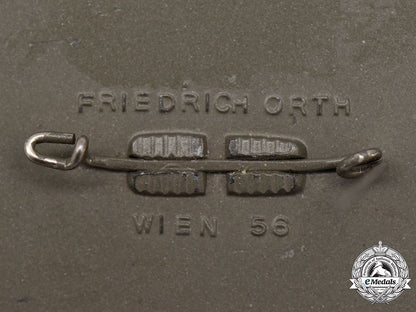 FRIEDRICH ORTH
WIEN 56
eMedals